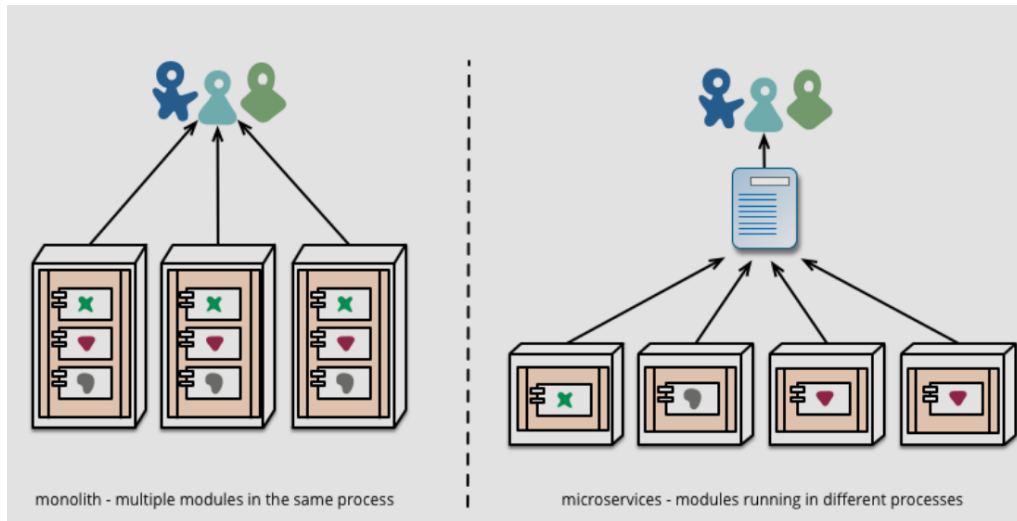 monolith - multiple modules in the same process
microservices - modules running in different processes